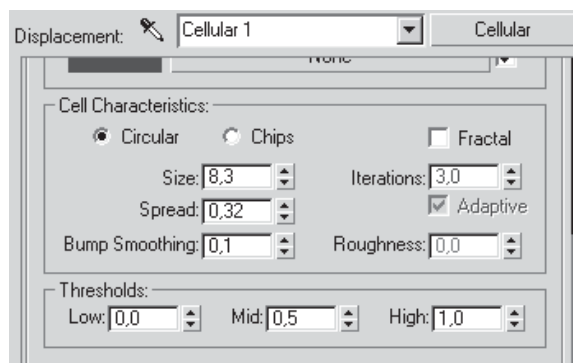 Displacement: Cellular 1 Cellular
None
Cell Characteristics:
Circular Chips Fractal
Size: 8,3 Iterations: 3,0
Spread: 0,32 Adaptive
Bump Smoothing: 0,1 Roughness: 0,0
Thresholds:
Low: 0,0 Mid: 0,5 High: 1,0